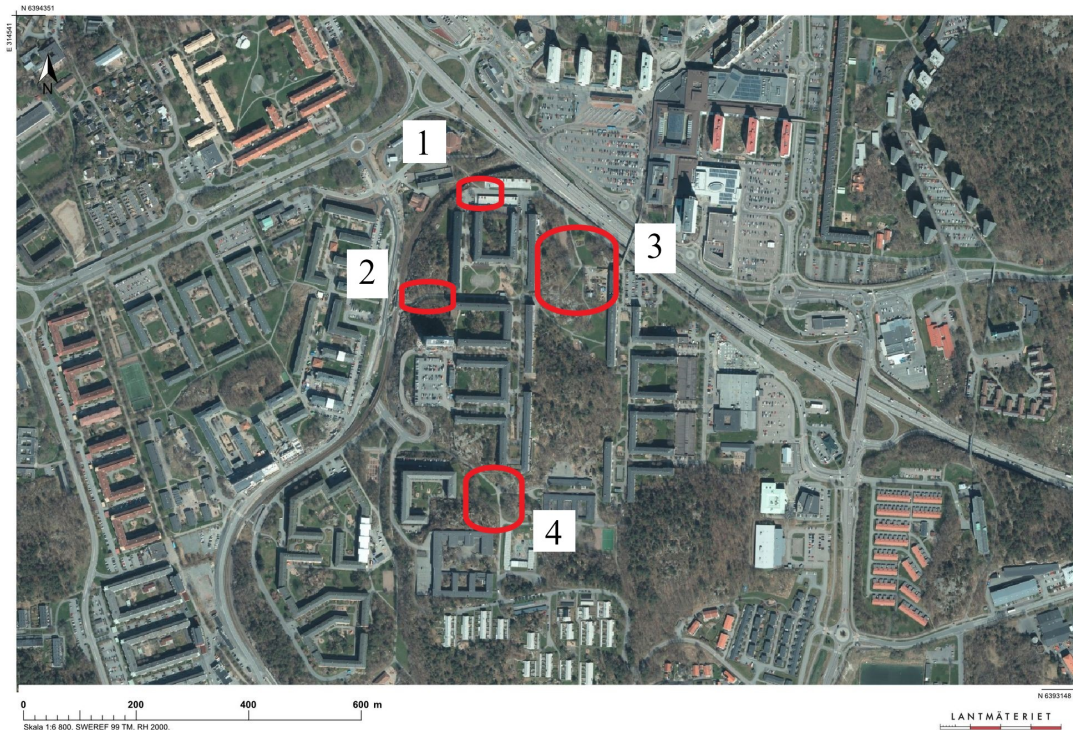 N 6394351
E 314541
N
1
2
3
4
N 6393148
0 200 400 600 m
Skala 1:6 800. SWEREF 99 TM. RH 2000.
LANTMÄTERIET